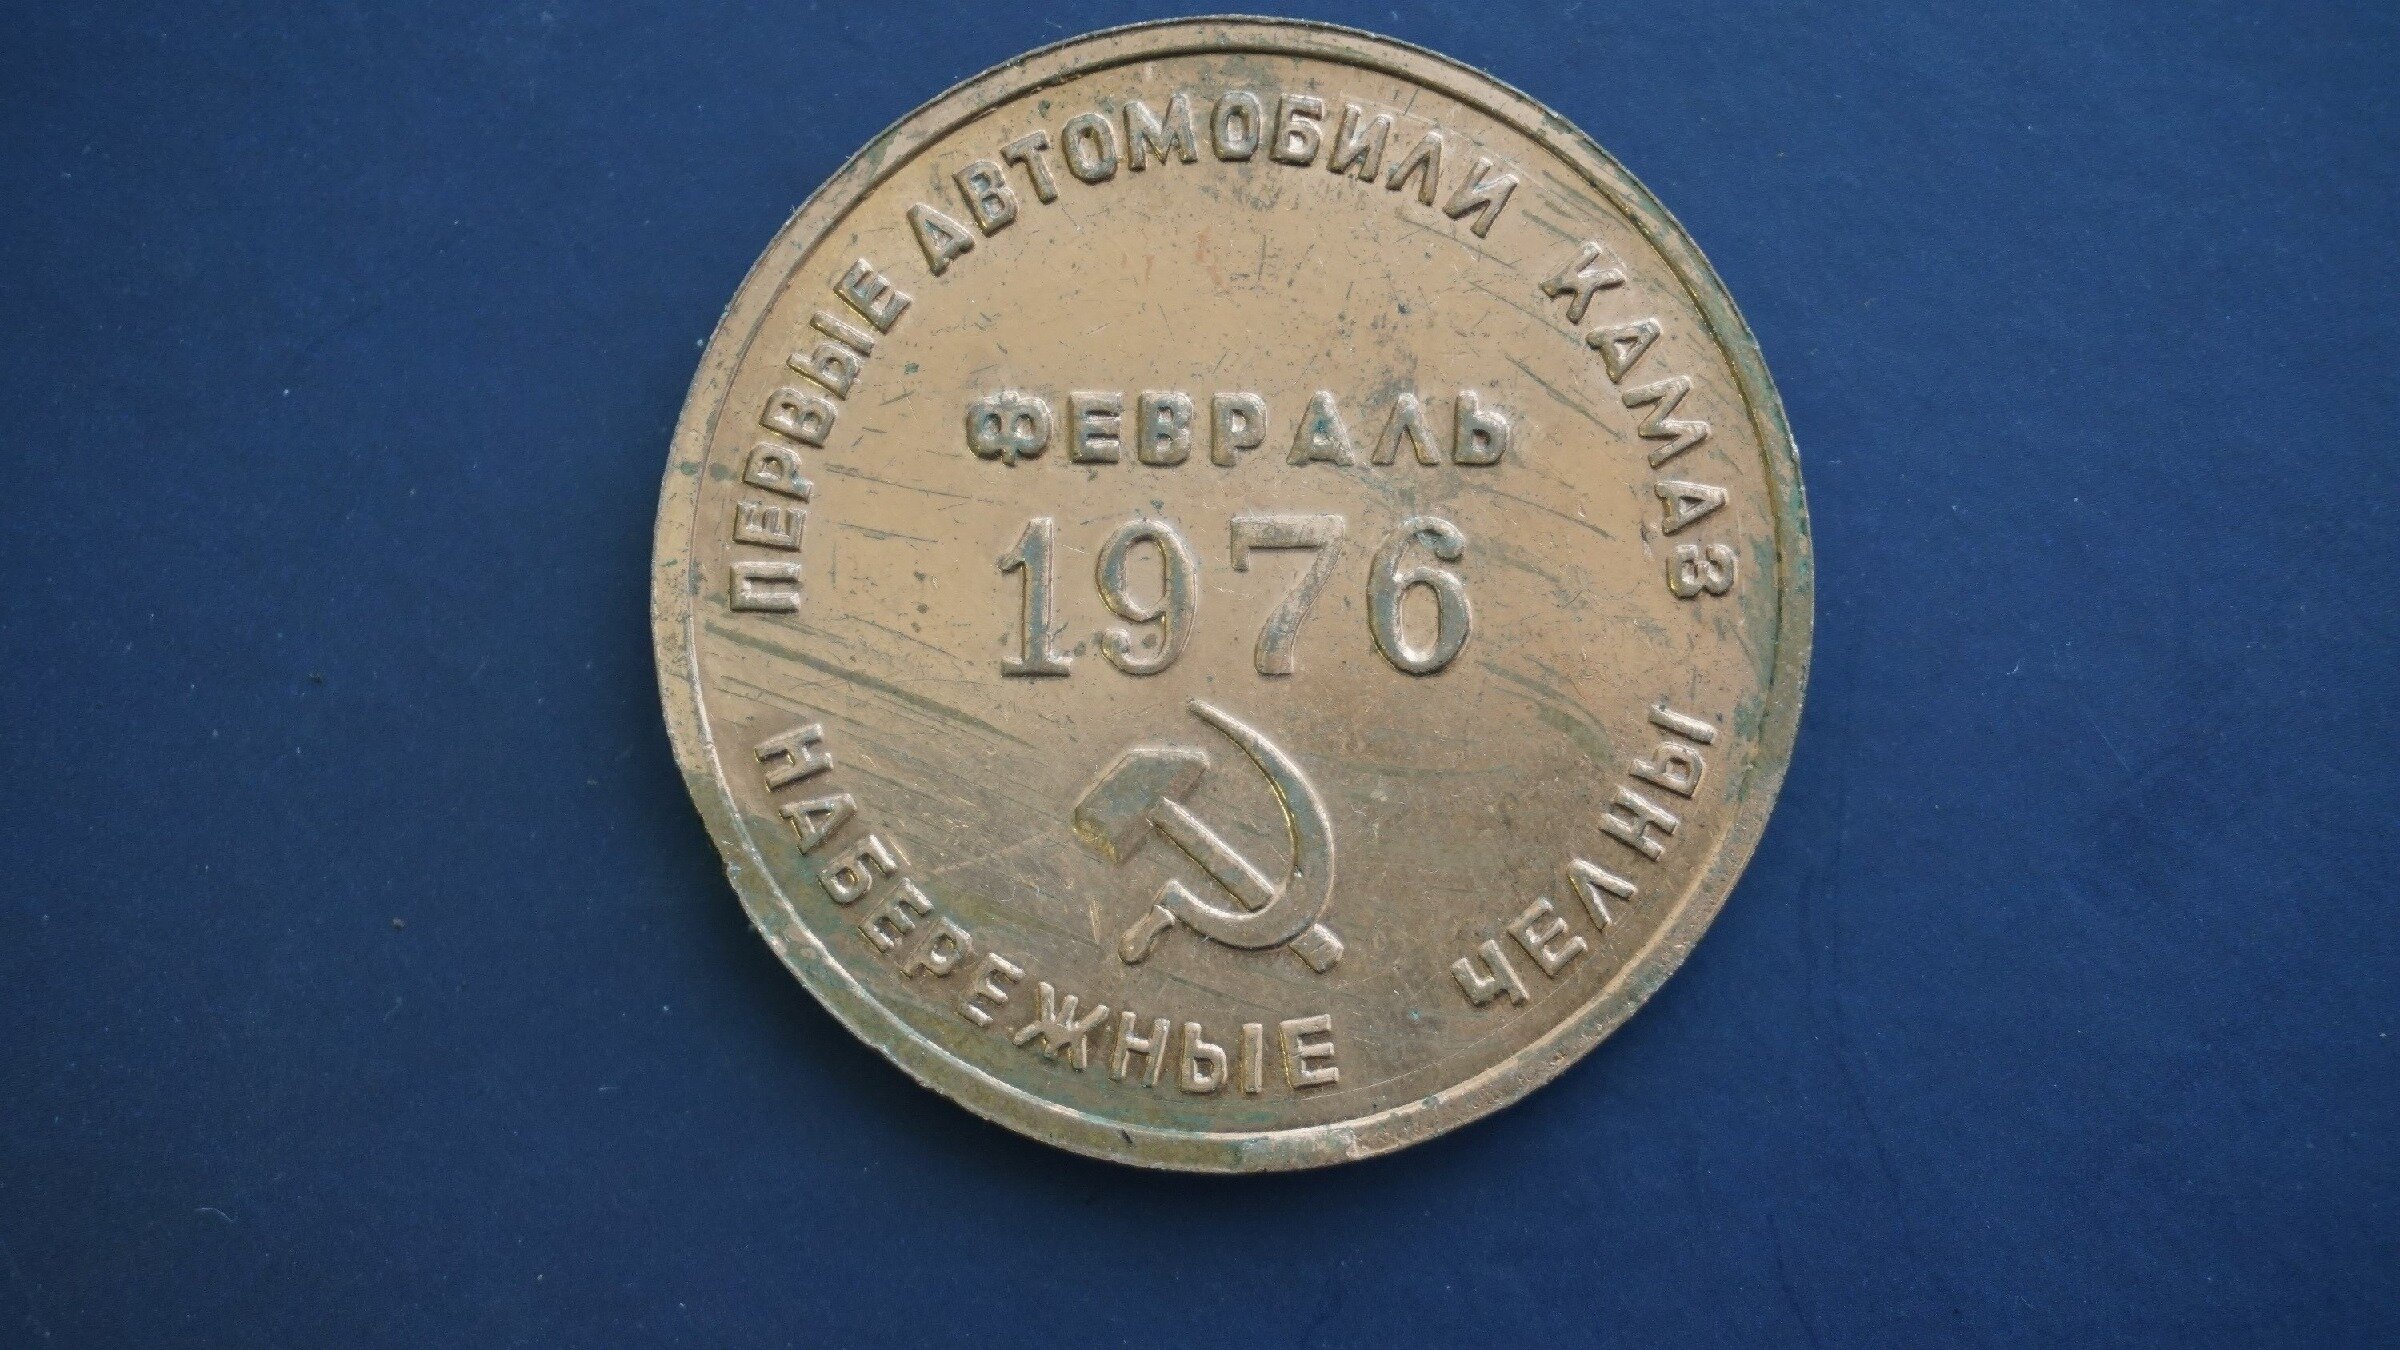 ПЕРВЫЕ АВТОМОБИЛИ КАМАЗ
ФЕВРАЛЬ
1976
НАБЕРЕЖНЫЕ ЧЕЛНЫ